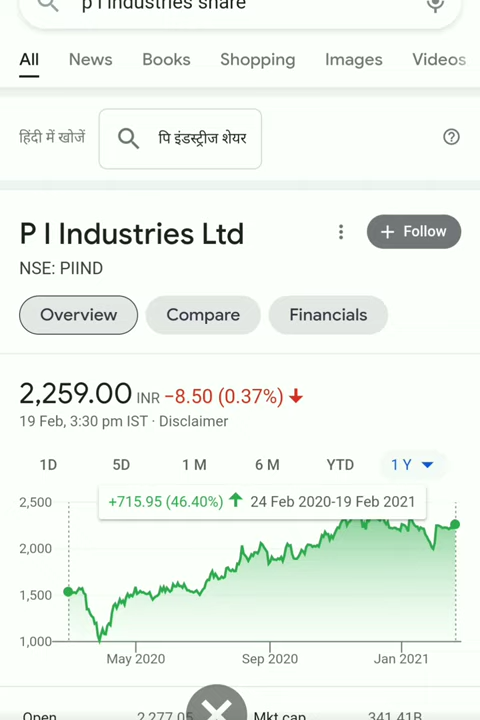 p i industries share
All News Books Shopping Images Videos
हिंदी में खोजें पि इंडस्ट्रीज शेयर
P I Industries Ltd
+ Follow
NSE: PIIND
Overview Compare Financials
2,259.00 INR −8.50 (0.37%)
19 Feb, 3:30 pm IST · Disclaimer
1D 5D 1 M 6 M YTD 1 Y
+715.95 (46.40%) 24 Feb 2020-19 Feb 2021
2,500
2,000
1,500
1,000
May 2020 Sep 2020 Jan 2021
Open 2,277.05 Mkt cap 341.41B